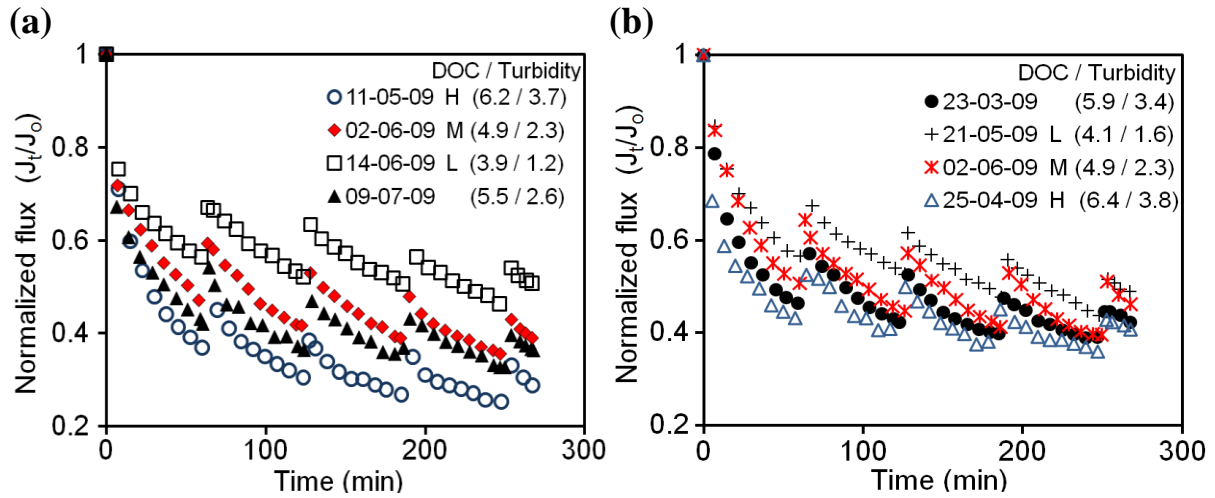 (a)
1
0.8
0.6
0.4
0.2
0
100
200
300
Normalized flux (Jt/Jo)
Time (min)
DOC / Turbidity
11-05-09 H (6.2 / 3.7)
02-06-09 M (4.9 / 2.3)
14-06-09 L (3.9 / 1.2)
09-07-09 (5.5 / 2.6)
(b)
1
0.8
0.6
0.4
0.2
0
100
200
300
Normalized flux (Jt/Jo)
Time (min)
DOC / Turbidity
23-03-09 (5.9 / 3.4)
21-05-09 L (4.1 / 1.6)
02-06-09 M (4.9 / 2.3)
25-04-09 H (6.4 / 3.8)